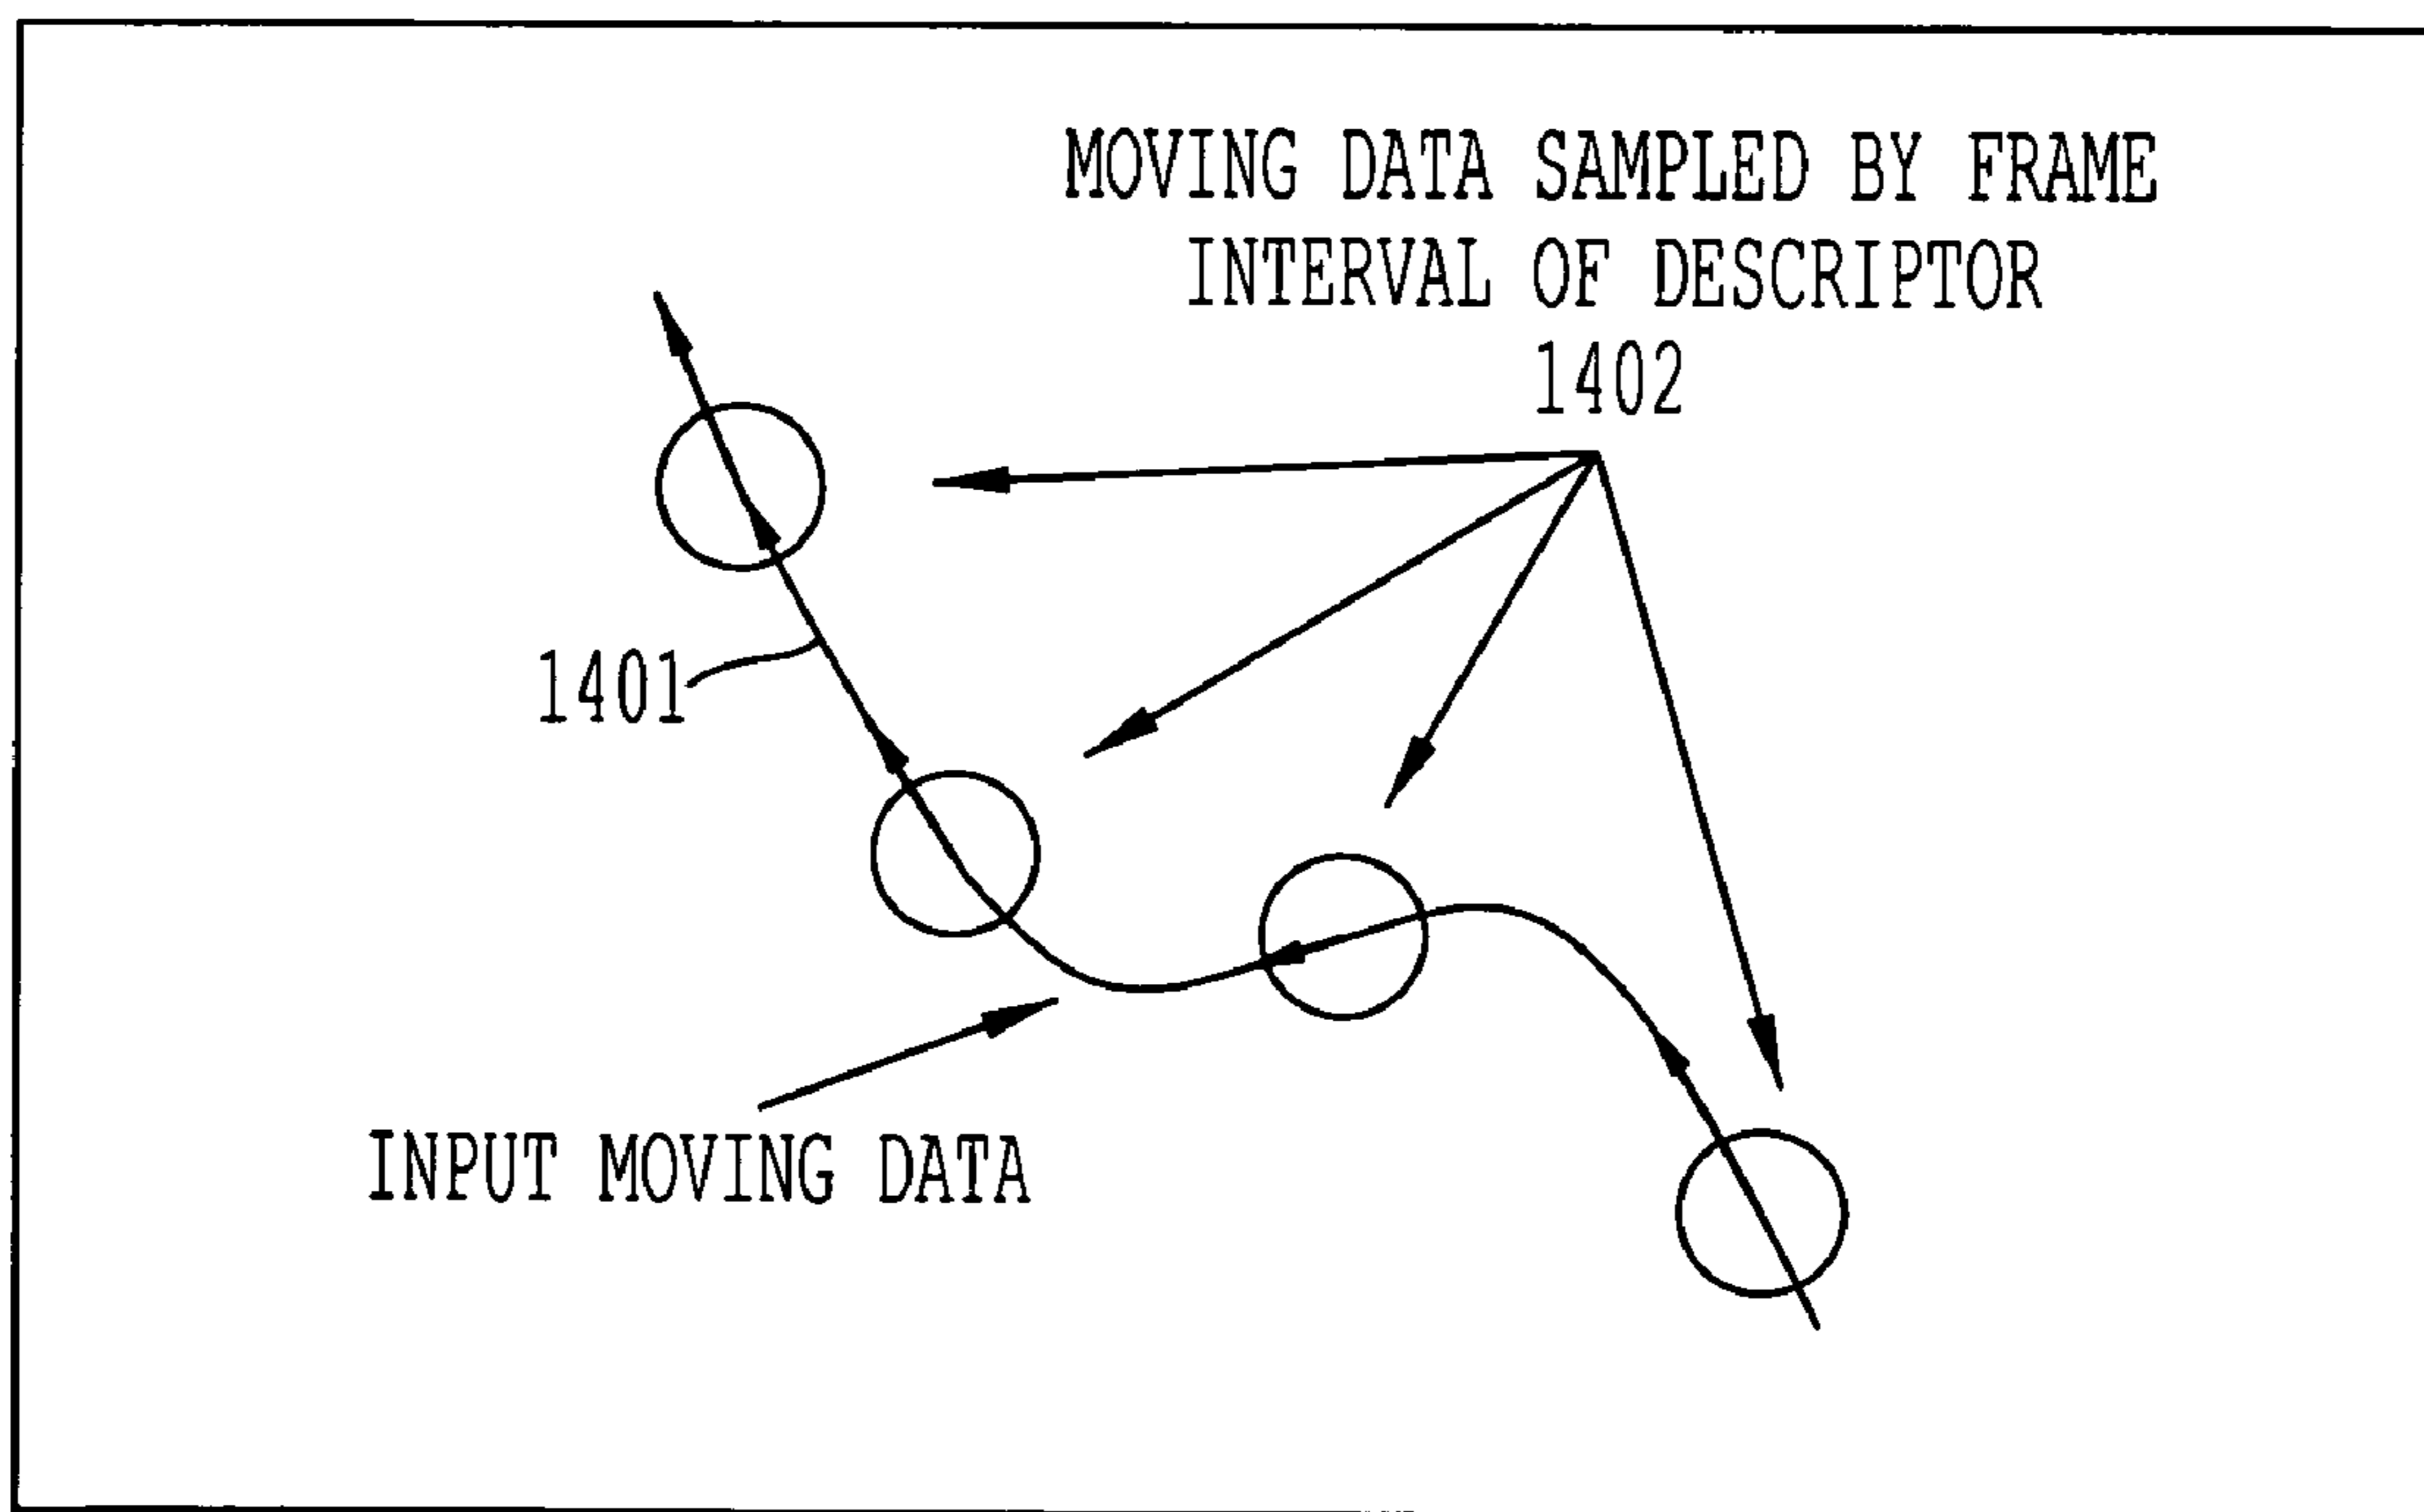 MOVING DATA SAMPLED BY FRAME
INTERVAL OF DESCRIPTOR
1402
1401
INPUT MOVING DATA